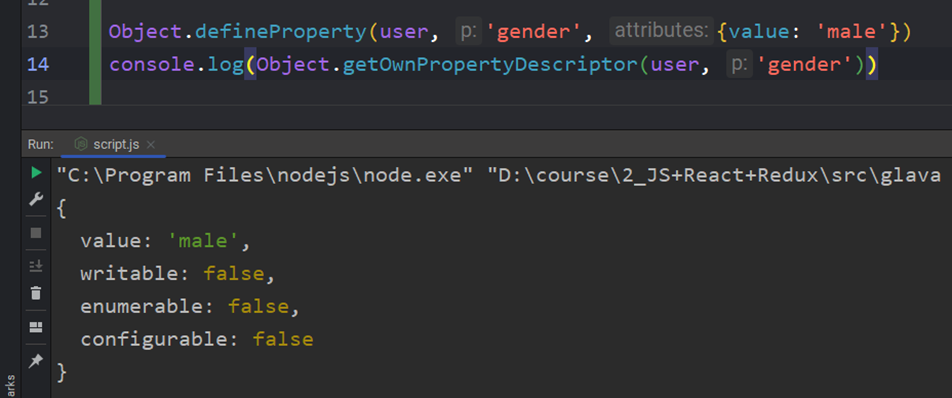 12
13 Object.defineProperty(user, p: 'gender', attributes: {value: 'male'})
14 console.log(Object.getOwnPropertyDescriptor(user, p: 'gender'))
15
Run: script.js ×
"C:\Program Files\nodejs\node.exe" "D:\course\2_JS+React+Redux\src\glava
{
  value: 'male',
  writable: false,
  enumerable: false,
  configurable: false
}
arks